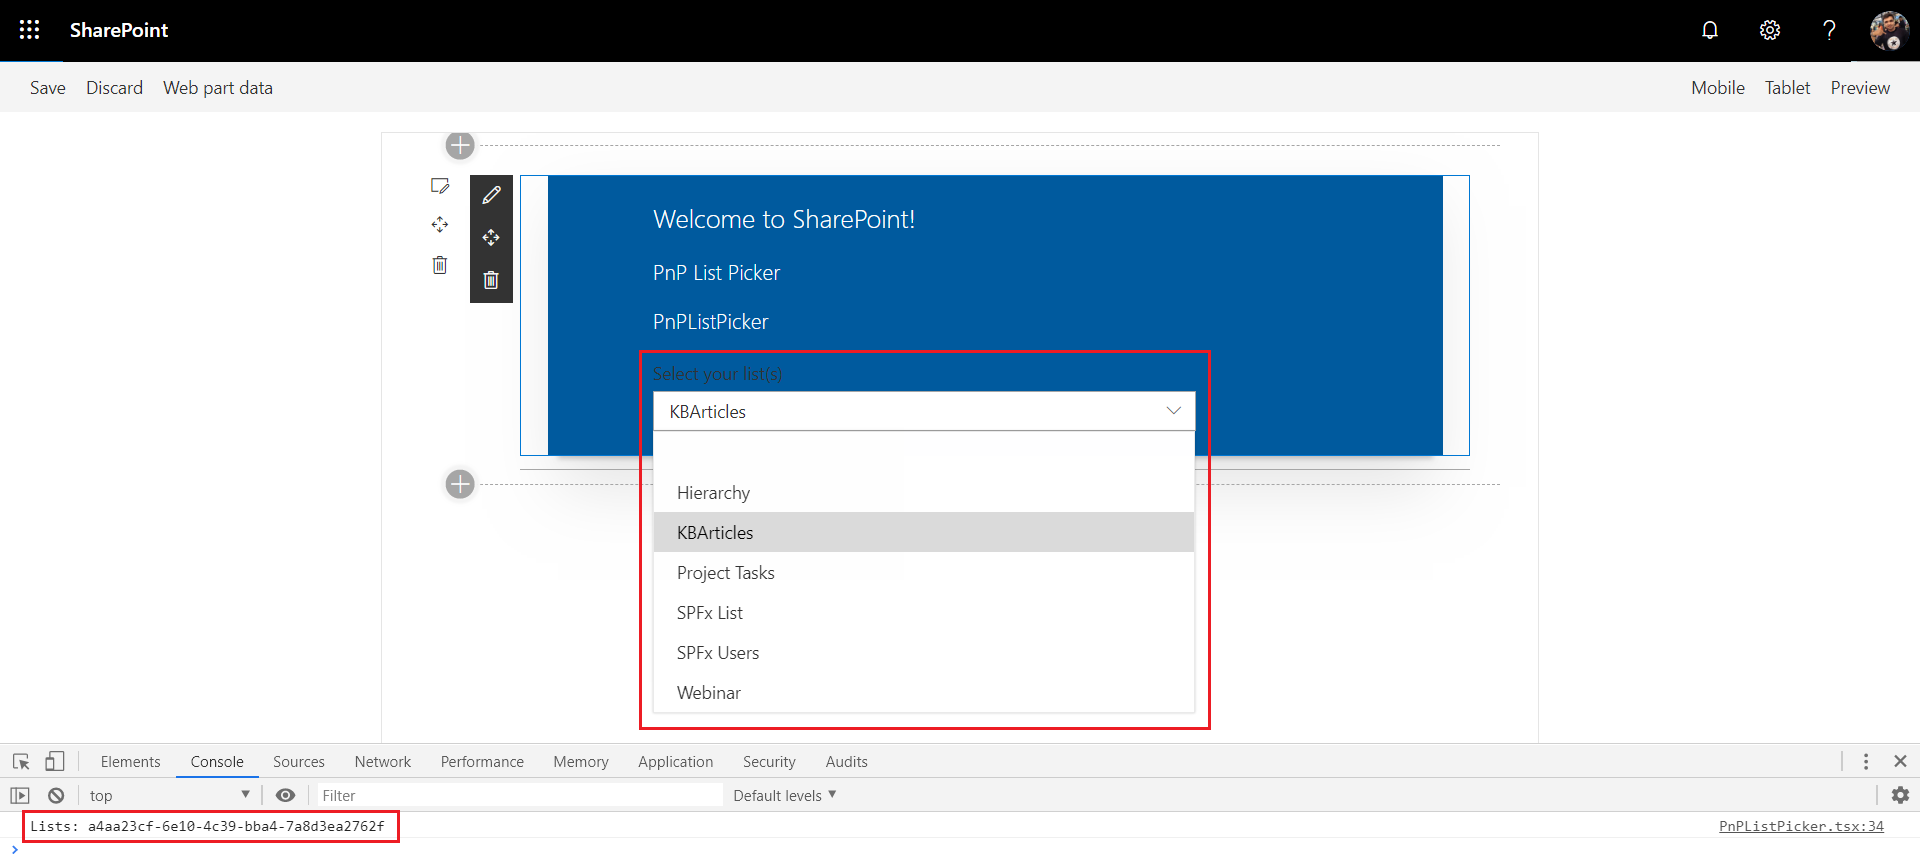 SharePoint
Save Discard Web part data Mobile Tablet Preview
Welcome to SharePoint!
PnP List Picker
PnPListPicker
Select your list(s)
KBArticles
Hierarchy
KBArticles
Project Tasks
SPFx List
SPFx Users
Webinar
Elements Console Sources Network Performance Memory Application Security Audits
top Filter Default levels
Lists: a4aa23cf-6e10-4c39-bba4-7a8d3ea2762f PnPListPicker.tsx:34